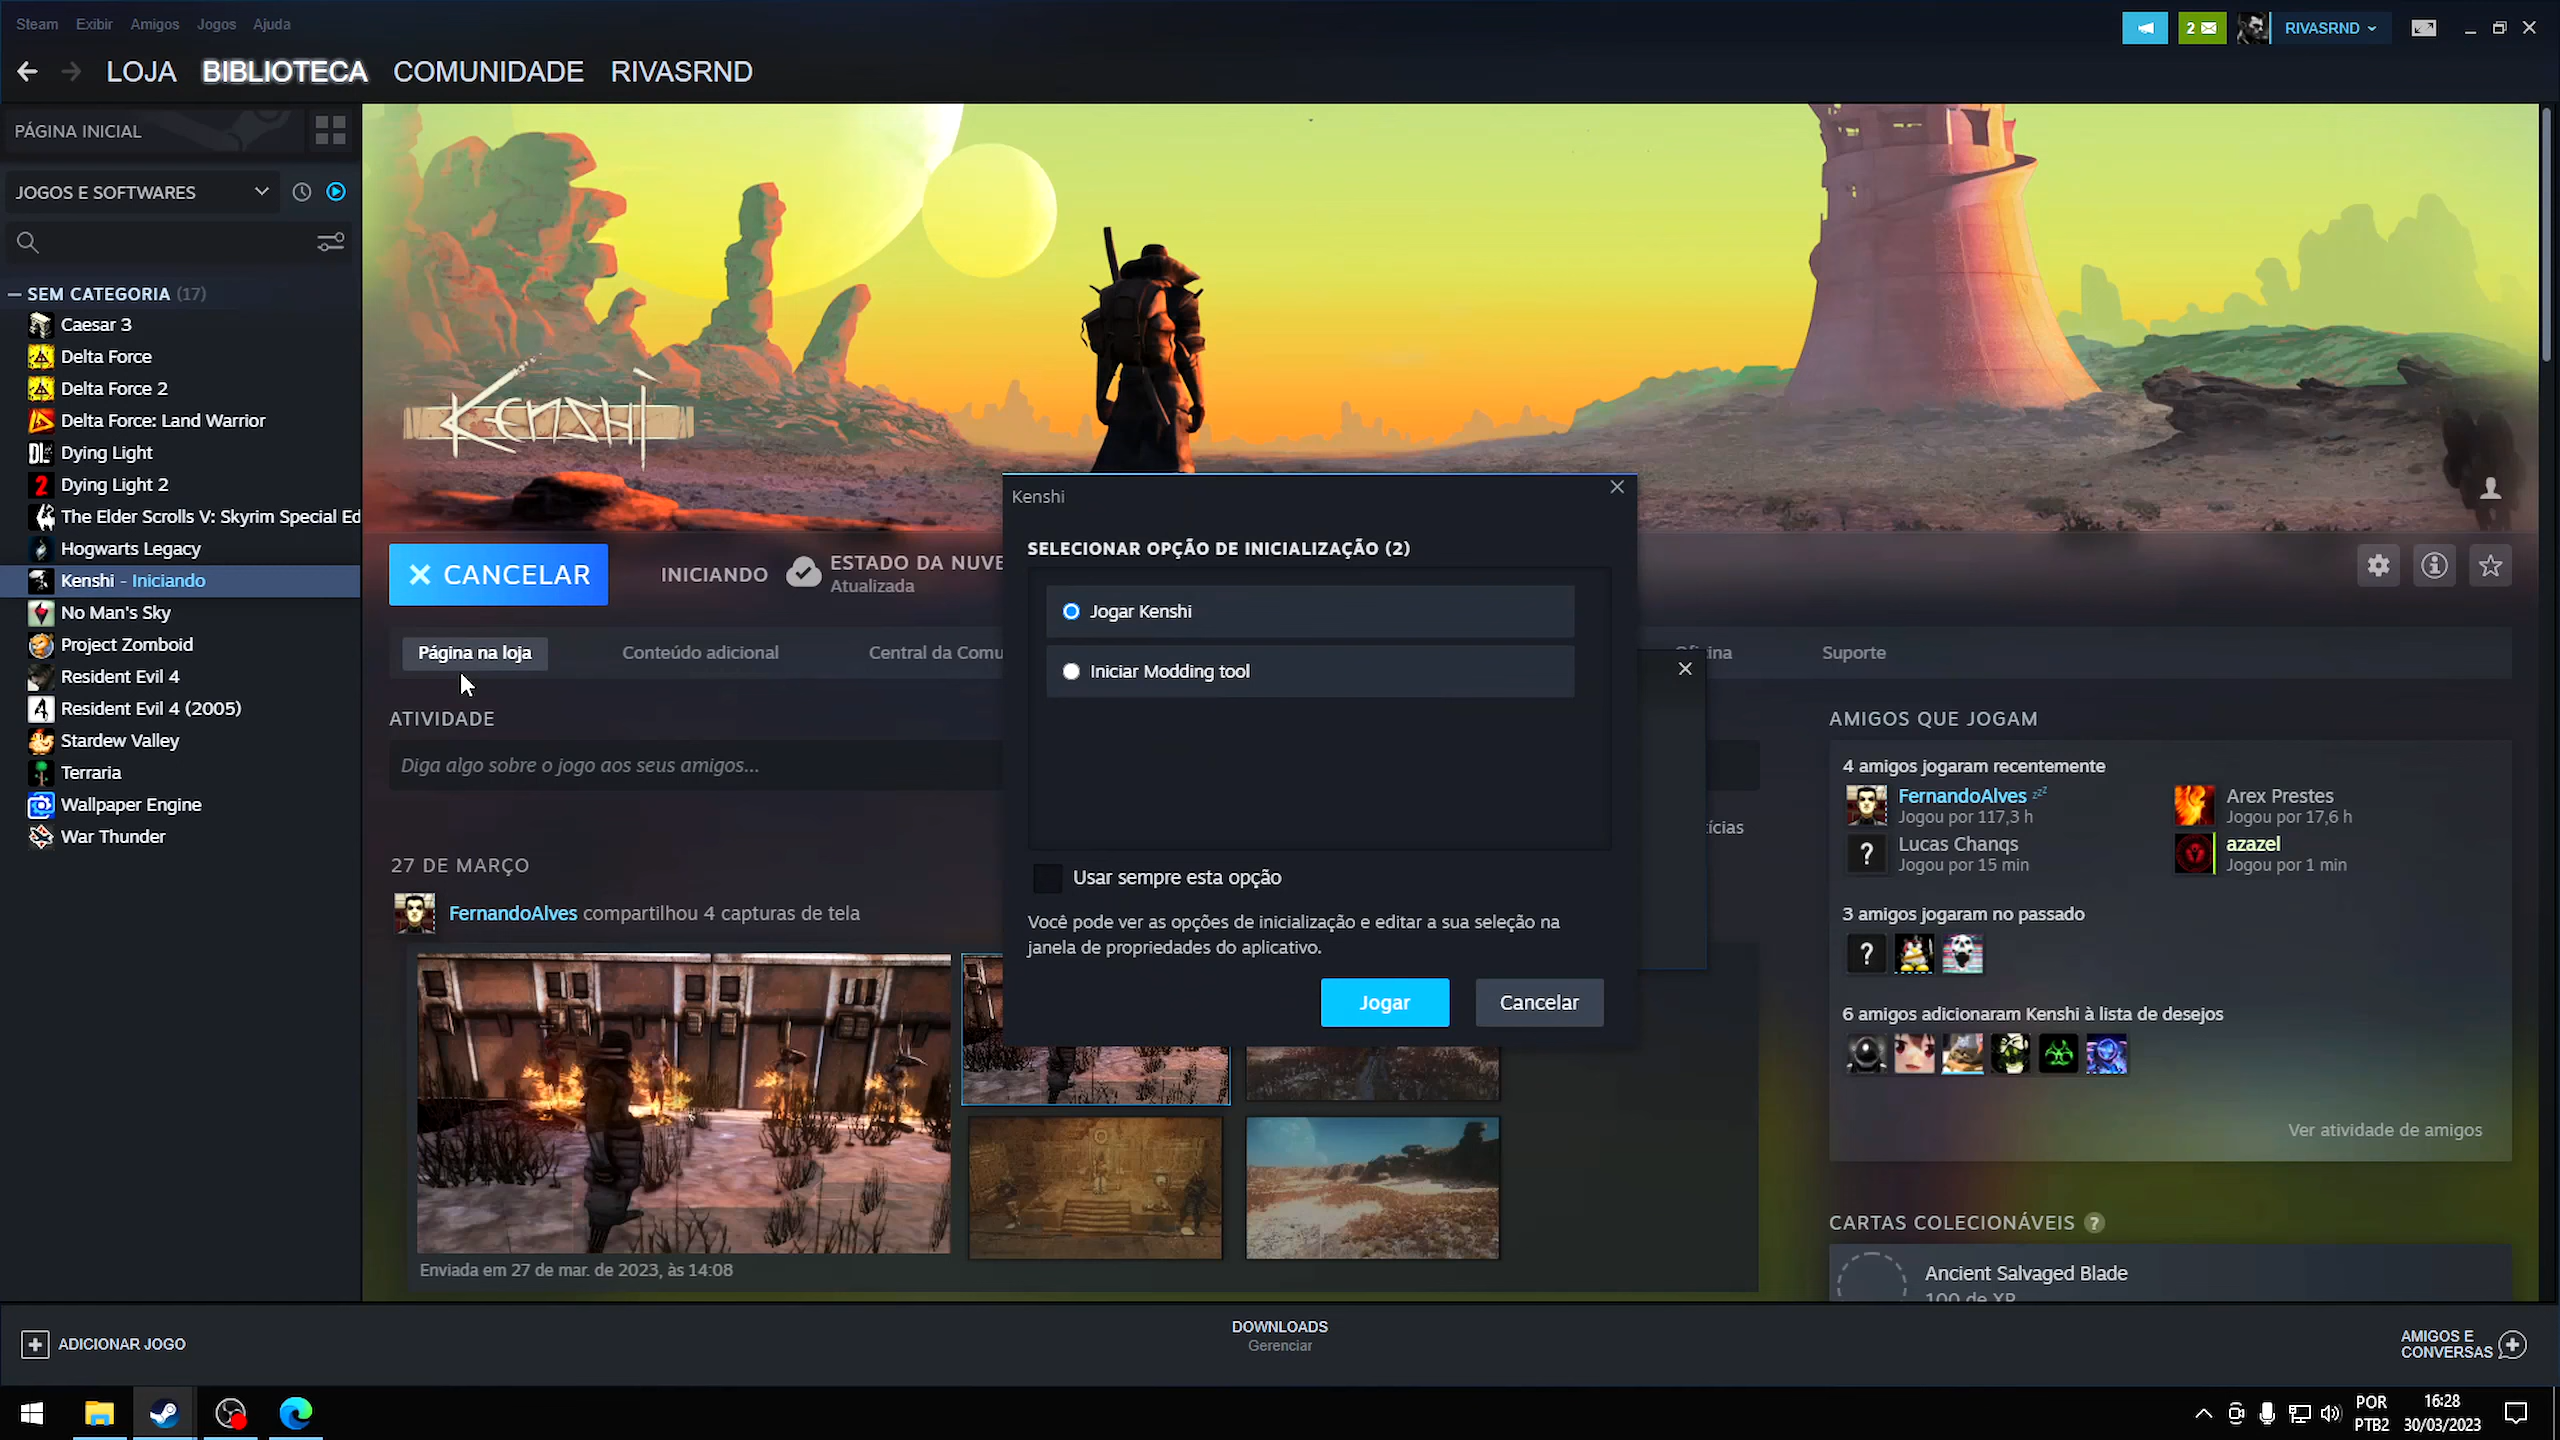 Steam Exibir Amigos Jogos Ajuda
2 RIVASRND
LOJA BIBLIOTECA COMUNIDADE RIVASRND
PÁGINA INICIAL
JOGOS E SOFTWARES
SEM CATEGORIA (17)
Caesar 3
Delta Force
Delta Force 2
Delta Force: Land Warrior
Dying Light
Dying Light 2
The Elder Scrolls V: Skyrim Special Ed
Hogwarts Legacy
Kenshi - Iniciando
No Man's Sky
Project Zomboid
Resident Evil 4
Resident Evil 4 (2005)
Stardew Valley
Terraria
Wallpaper Engine
War Thunder
KENSHI
CANCELAR
INICIANDO
ESTADO DA NUVE
Atualizada
Página na loja Conteúdo adicional Central da Comu
Suporte
ATIVIDADE
Diga algo sobre o jogo aos seus amigos...
27 DE MARÇO
FernandoAlves compartilhou 4 capturas de tela
Enviada em 27 de mar. de 2023, às 14:08
Kenshi
SELECIONAR OPÇÃO DE INICIALIZAÇÃO (2)
Jogar Kenshi
Iniciar Modding tool
Usar sempre esta opção
Você pode ver as opções de inicialização e editar a sua seleção na
janela de propriedades do aplicativo.
Jogar Cancelar
ícias
AMIGOS QUE JOGAM
4 amigos jogaram recentemente
FernandoAlves zzz
Jogou por 117,3 h
Arex Prestes
Jogou por 17,6 h
Lucas Chanqs
Jogou por 15 min
azazel
Jogou por 1 min
3 amigos jogaram no passado
6 amigos adicionaram Kenshi à lista de desejos
Ver atividade de amigos
CARTAS COLECIONÁVEIS ?
Ancient Salvaged Blade
100 de XP
ADICIONAR JOGO
DOWNLOADS
Gerenciar
AMIGOS E
CONVERSAS
POR
PTB2
16:28
30/03/2023